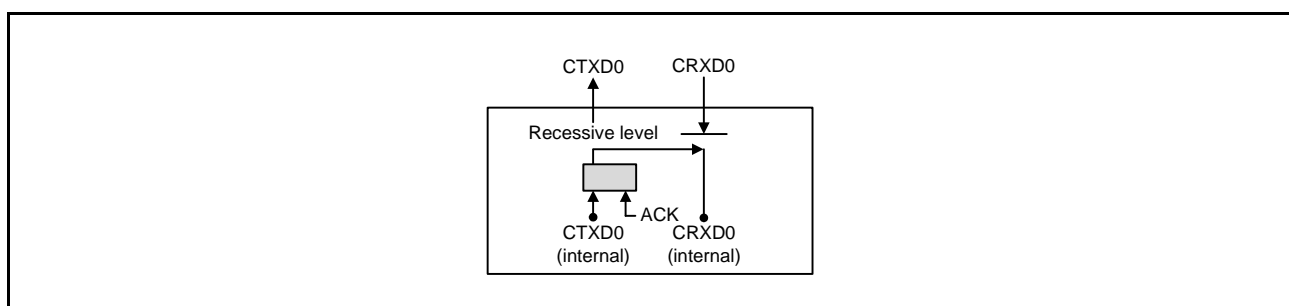 CTXD0 CRXD0
Recessive level
ACK
CTXD0 CRXD0
(internal) (internal)